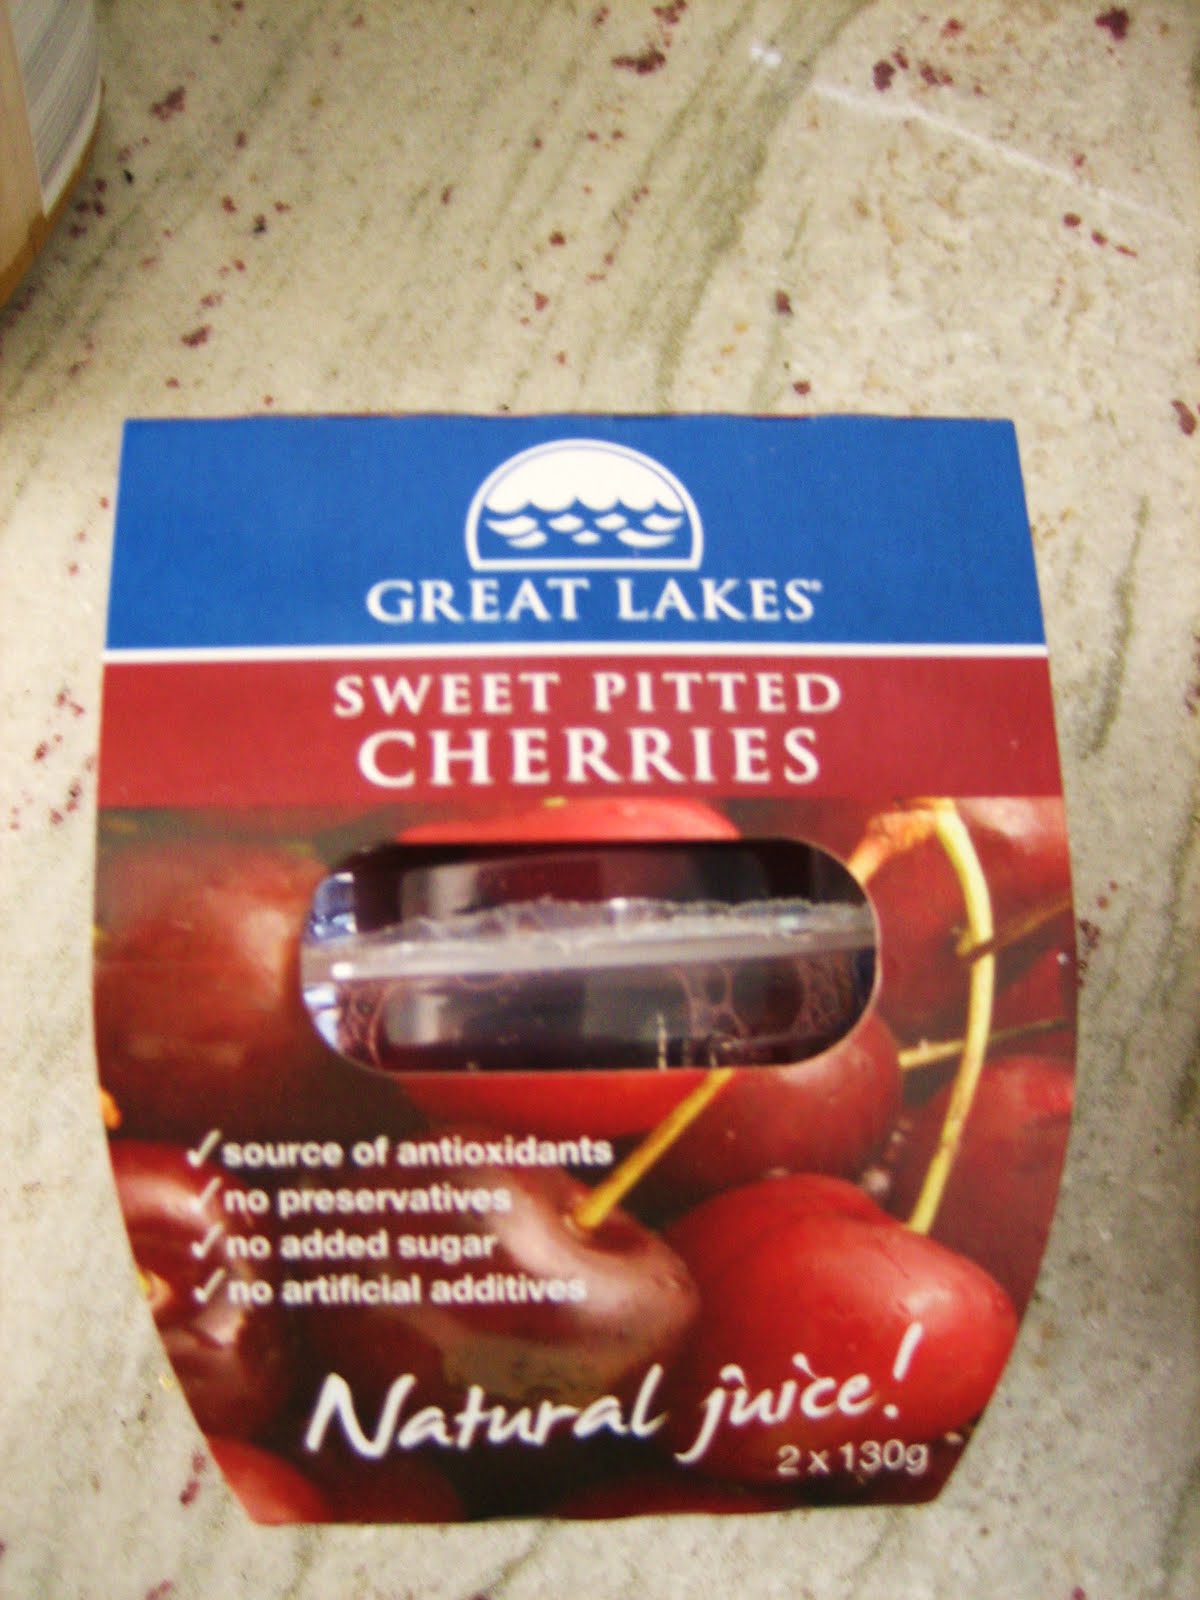 GREAT LAKES®
SWEET PITTED
CHERRIES
✓source of antioxidants
✓no preservatives
✓no added sugar
✓no artificial additives
Natural juice!
2 x 130g